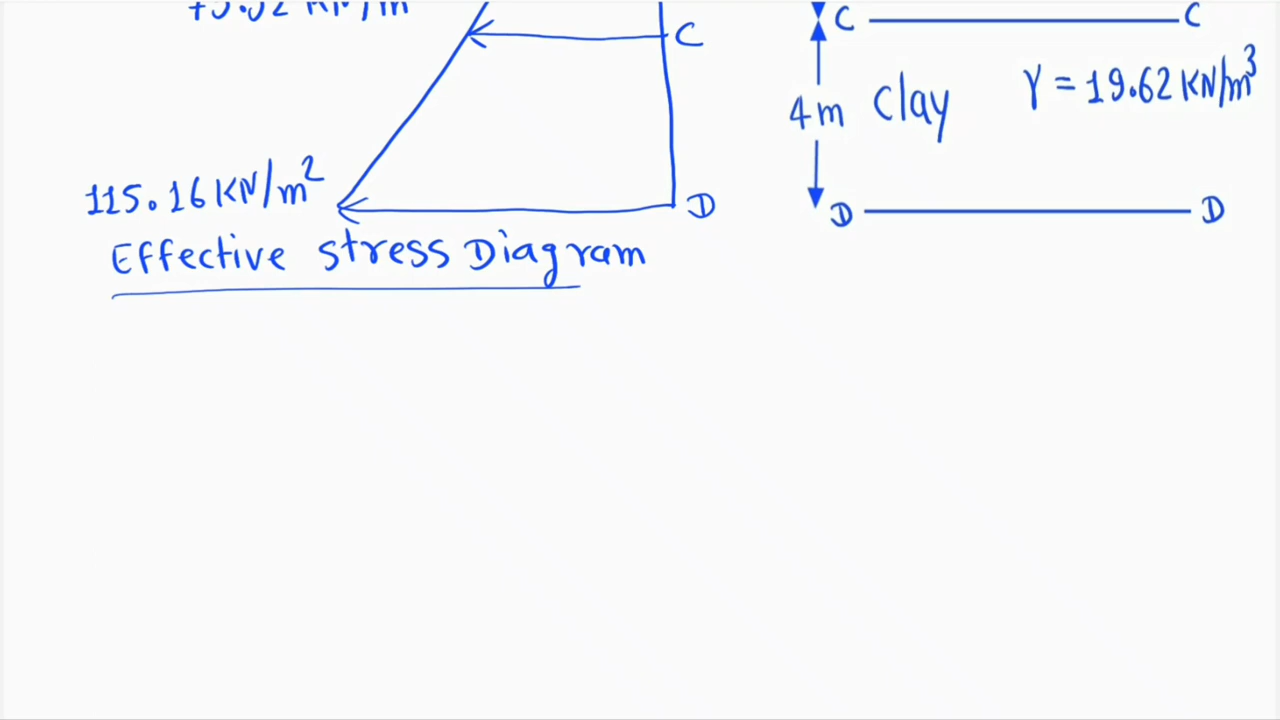 C
115.16 KN/m²
D
Effective stress Diagram
C C
4m Clay γ = 19.62 KN/m³
D D